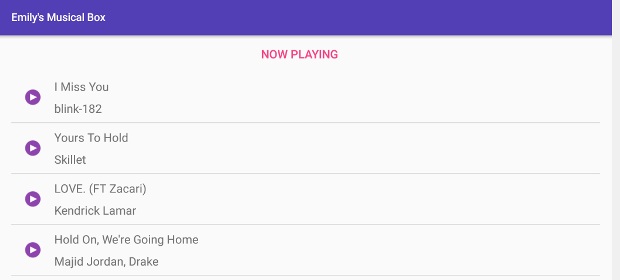 Emily's Musical Box
NOW PLAYING
I Miss You
blink-182
Yours To Hold
Skillet
LOVE. (FT Zacari)
Kendrick Lamar
Hold On, We're Going Home
Majid Jordan, Drake